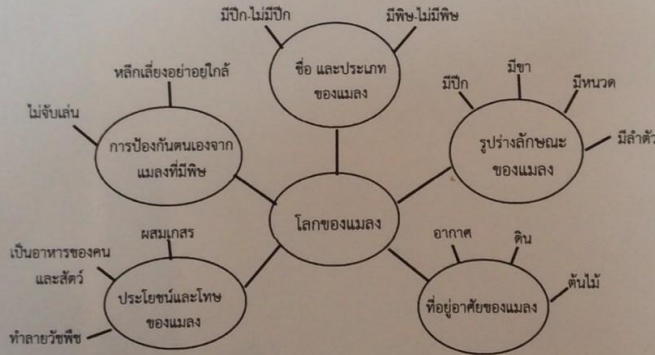 มีปีก-ไม่มีปีก
มีพิษ-ไม่มีพิษ
ชื่อ และประเภท
ของแมลง
หลีกเลี่ยงอย่าอยู่ใกล้
ไม่จับเล่น
การป้องกันตนเองจาก
แมลงที่มีพิษ
มีปีก
มีขา
มีหนวด
มีลำตัว
รูปร่างลักษณะ
ของแมลง
โลกของแมลง
ผสมเกสร
เป็นอาหารของคน
และสัตว์
ทำลายวัชพืช
ประโยชน์และโทษ
ของแมลง
อากาศ
ดิน
ต้นไม้
ที่อยู่อาศัยของแมลง